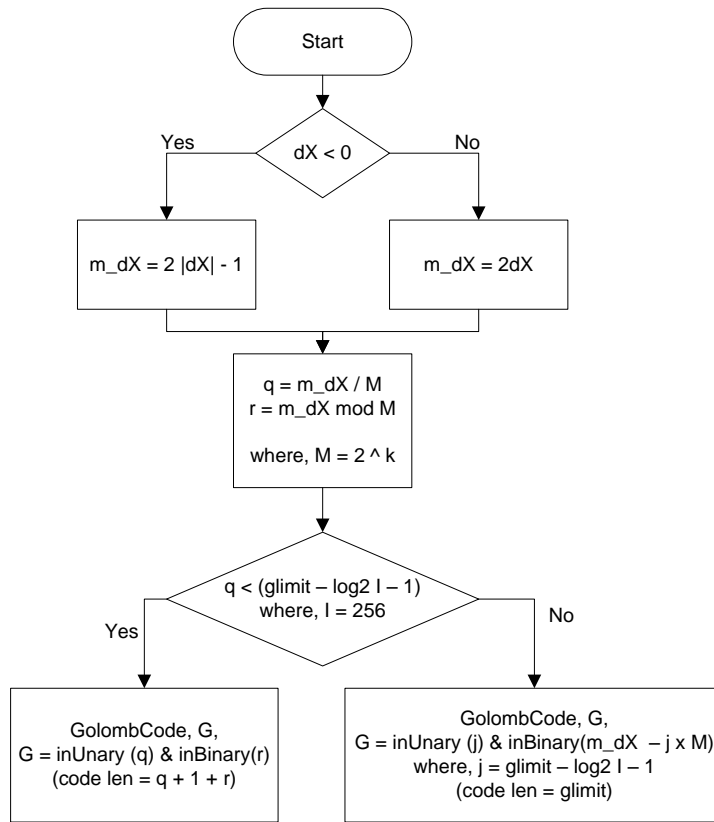 Start
dX < 0
Yes
No
m_dX = 2 |dX| - 1
m_dX = 2dX
q = m_dX / M
r = m_dX mod M
where, M = 2 ^ k
q < (glimit – log2 I – 1)
where, I = 256
Yes
No
GolombCode, G,
G = inUnary (q) & inBinary(r)
(code len = q + 1 + r)
GolombCode, G,
G = inUnary (j) & inBinary(m_dX – j x M)
where, j = glimit – log2 I – 1
(code len = glimit)